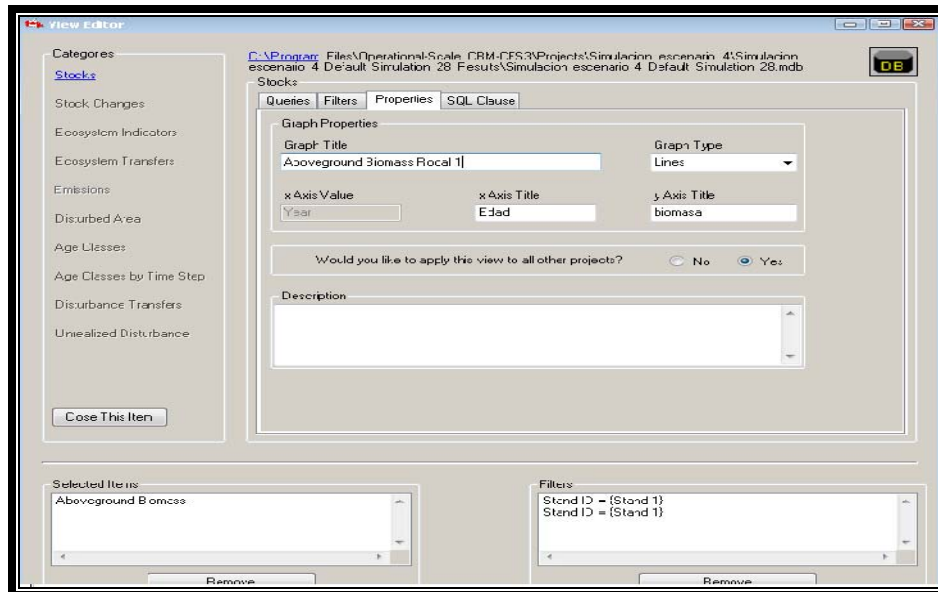 View Editor
Categores
Stocks
Stock Changes
Ecosystem Indicators
Ecosystem Transfers
Emissions
Disturbed Area
Age Classes
Age Classes by Time Step
Disturbance Transfers
Unrealized Disturbance
Cose This Item
C:\Program Files\Operational-Scale CBM-CFS3\Projects\Simulacion escenario 4\Simulacion
escenario 4 Default Simulation 28 Results\Simulacion escenario 4 Default Simulation 28.mdb
DB
Stocks
Queries Filters Properties SQL Clause
Graph Properties
Graph Title
Graph Type
Aboveground Biomass Rocal 1
Lines
x Axis Value
x Axis Title
y Axis Title
Year
Edad
biomasa
Would you like to apply this view to all other projects? No Yes
Description
Selected Items
Aboveground Biomass
Remove
Filters
Stand ID = {Stand 1}
Stand ID = {Stand 1}
Remove